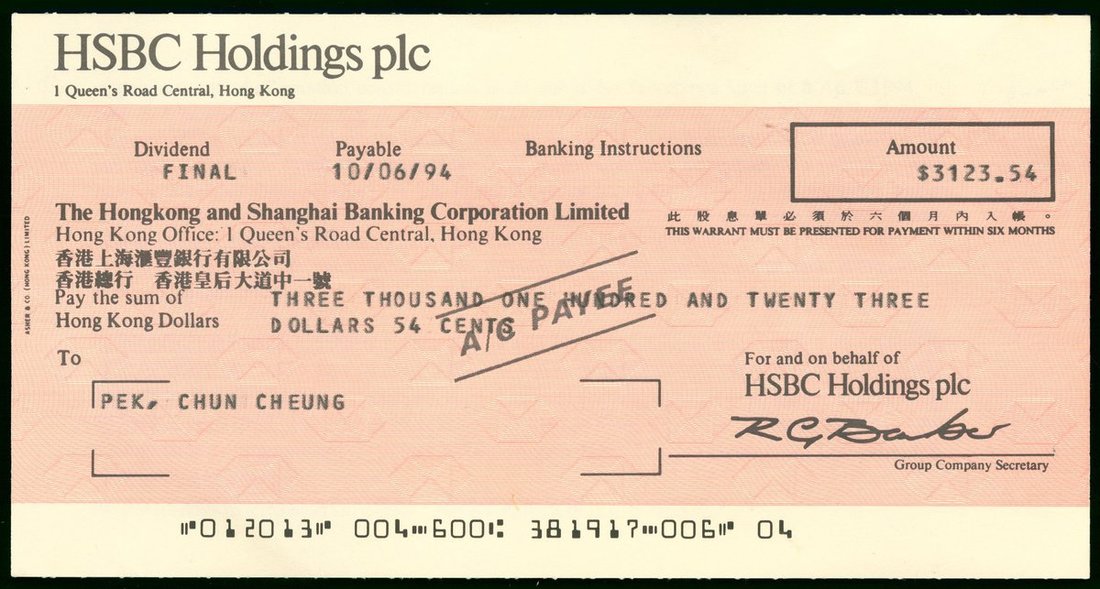 HSBC Holdings plc
1 Queen's Road Central, Hong Kong
Dividend Payable Banking Instructions Amount
FINAL 10/06/94 $3123.54
The Hongkong and Shanghai Banking Corporation Limited
Hong Kong Office: 1 Queen's Road Central, Hong Kong
此股息單必須於六個月內入帳。
THIS WARRANT MUST BE PRESENTED FOR PAYMENT WITHIN SIX MONTHS
香港上海滙豐銀行有限公司
香港總行 香港皇后大道中一號
Pay the sum of THREE THOUSAND ONE HUNDRED AND TWENTY THREE
Hong Kong Dollars DOLLARS 54 CENTS
A/C PAYEE
To
PEK, CHUN CHEUNG
For and on behalf of
HSBC Holdings plc
R G Barber
Group Company Secretary
⑈012013⑈ 004⑉600⑆ 381917⑉006⑈ 04
ASHER & CO (HONG KONG) LIMITED